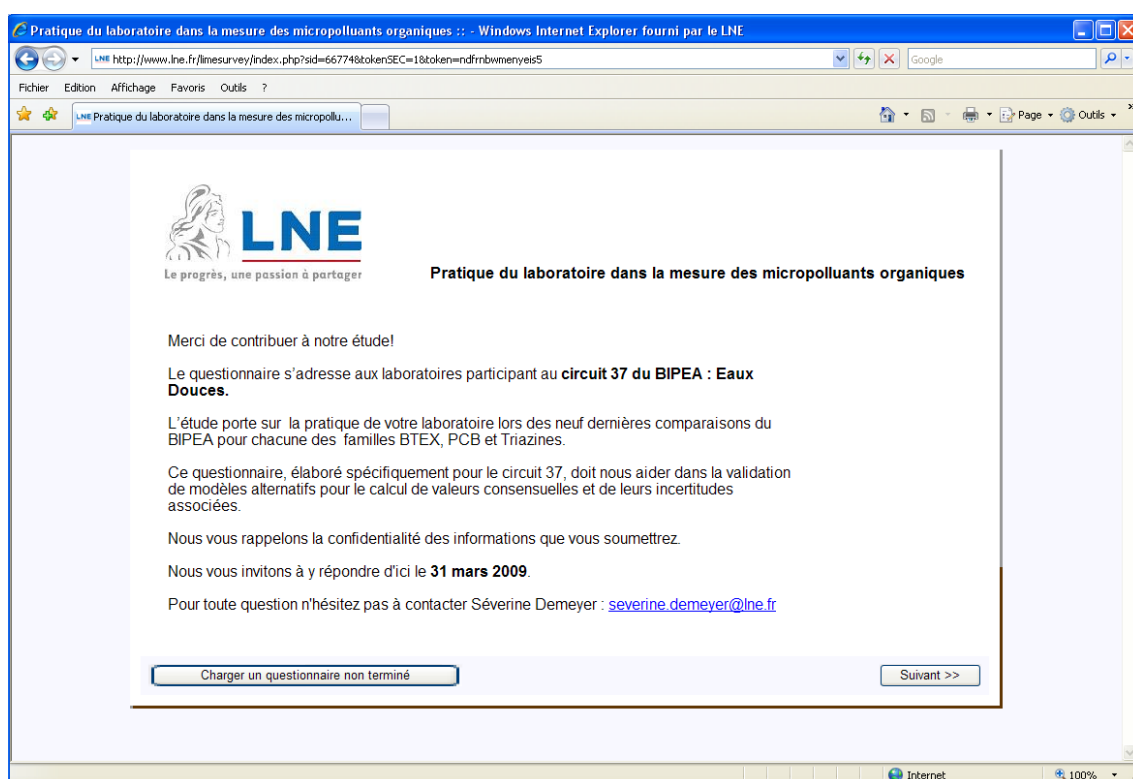 Pratique du laboratoire dans la mesure des micropolluants organiques :: - Windows Internet Explorer fourni par le LNE
LNE http://www.lne.fr/limesurvey/index.php?sid=66774&tokenSEC=1&token=ndfrnbwmenyeis5
Google
Fichier Edition Affichage Favoris Outils ?
LNE Pratique du laboratoire dans la mesure des micropollu...
Page Outils »
LNE
Le progrès, une passion à partager
Pratique du laboratoire dans la mesure des micropolluants organiques
Merci de contribuer à notre étude!
Le questionnaire s’adresse aux laboratoires participant au circuit 37 du BIPEA : Eaux
Douces.
L’étude porte sur la pratique de votre laboratoire lors des neuf dernières comparaisons du
BIPEA pour chacune des familles BTEX, PCB et Triazines.
Ce questionnaire, élaboré spécifiquement pour le circuit 37, doit nous aider dans la validation
de modèles alternatifs pour le calcul de valeurs consensuelles et de leurs incertitudes
associées.
Nous vous rappelons la confidentialité des informations que vous soumettrez.
Nous vous invitons à y répondre d'ici le 31 mars 2009.
Pour toute question n'hésitez pas à contacter Séverine Demeyer : severine.demeyer@lne.fr
Charger un questionnaire non terminé
Suivant >>
Internet 100%